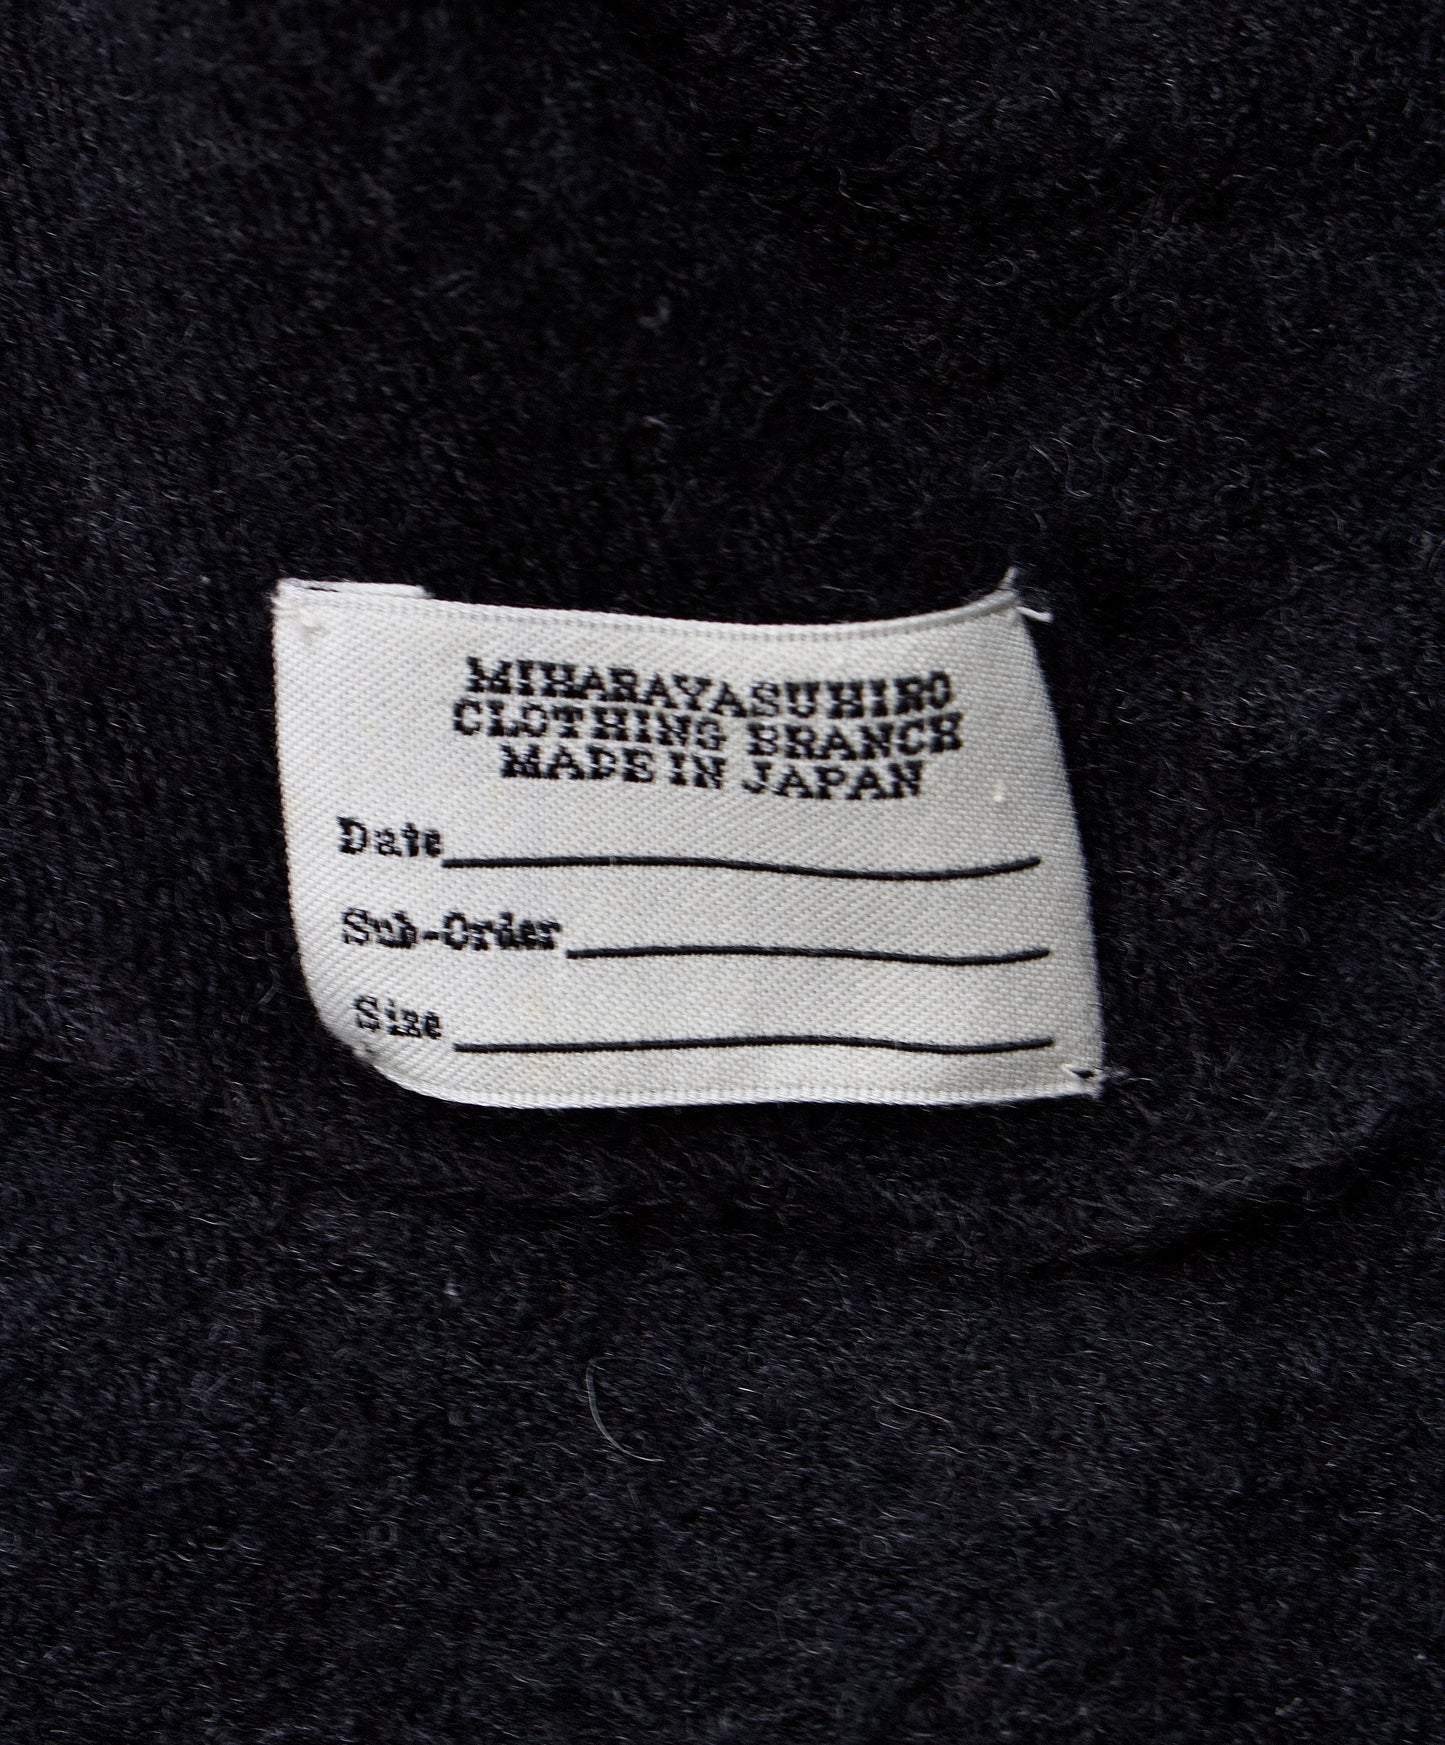 MIHARAYASUHIRO
CLOTHING BRANCH
MADE IN JAPAN
Date
Sub-Order
Size